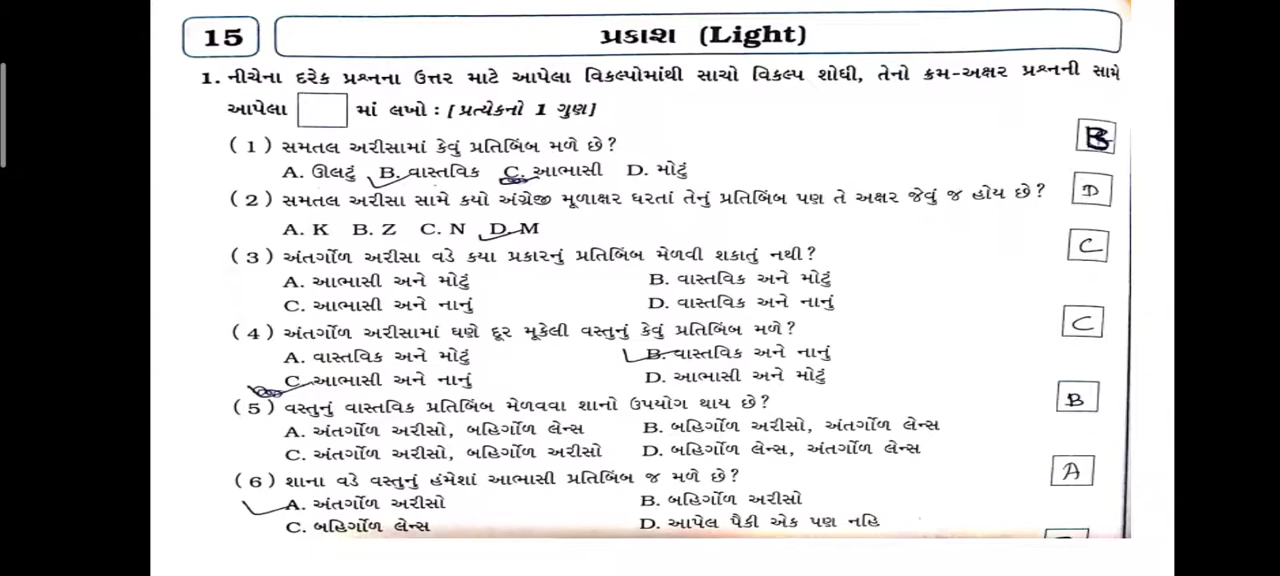 15
પ્રકાશ (Light)
1. નીચેના દરેક પ્રશ્નના ઉત્તર માટે આપેલા વિકલ્પોમાંથી સાચો વિકલ્પ શોધી, તેનો ક્રમ-અક્ષર પ્રશ્નની સામે
આપેલા માં લખો : [પ્રત્યેકનો 1 ગુણ]
(1) સમતલ અરીસામાં કેવું પ્રતિબિંબ મળે છે? B
A. ઊલટું B. વાસ્તવિક C. આભાસી D. મોટું
(2) સમતલ અરીસા સામે કયો અંગ્રેજી મૂળાક્ષર ધરતાં તેનું પ્રતિબિંબ પણ તે અક્ષર જેવું જ હોય છે? D
A. K B. Z C. N D. M
(3) અંતર્ગોળ અરીસા વડે કયા પ્રકારનું પ્રતિબિંબ મેળવી શકાતું નથી? C
A. આભાસી અને મોટું B. વાસ્તવિક અને મોટું
C. આભાસી અને નાનું D. વાસ્તવિક અને નાનું
(4) અંતર્ગોળ અરીસામાં ઘણે દૂર મૂકેલી વસ્તુનું કેવું પ્રતિબિંબ મળે? C
A. વાસ્તવિક અને મોટું B. વાસ્તવિક અને નાનું
C. આભાસી અને નાનું D. આભાસી અને મોટું
(5) વસ્તુનું વાસ્તવિક પ્રતિબિંબ મેળવવા શાનો ઉપયોગ થાય છે? B
A. અંતર્ગોળ અરીસો, બહિર્ગોળ લેન્સ B. બહિર્ગોળ અરીસો, અંતર્ગોળ લેન્સ
C. અંતર્ગોળ અરીસો, બહિર્ગોળ અરીસો D. બહિર્ગોળ લેન્સ, અંતર્ગોળ લેન્સ
(6) શાના વડે વસ્તુનું હંમેશાં આભાસી પ્રતિબિંબ જ મળે છે? A
A. અંતર્ગોળ અરીસો B. બહિર્ગોળ અરીસો
C. બહિર્ગોળ લેન્સ D. આપેલ પૈકી એક પણ નહિ